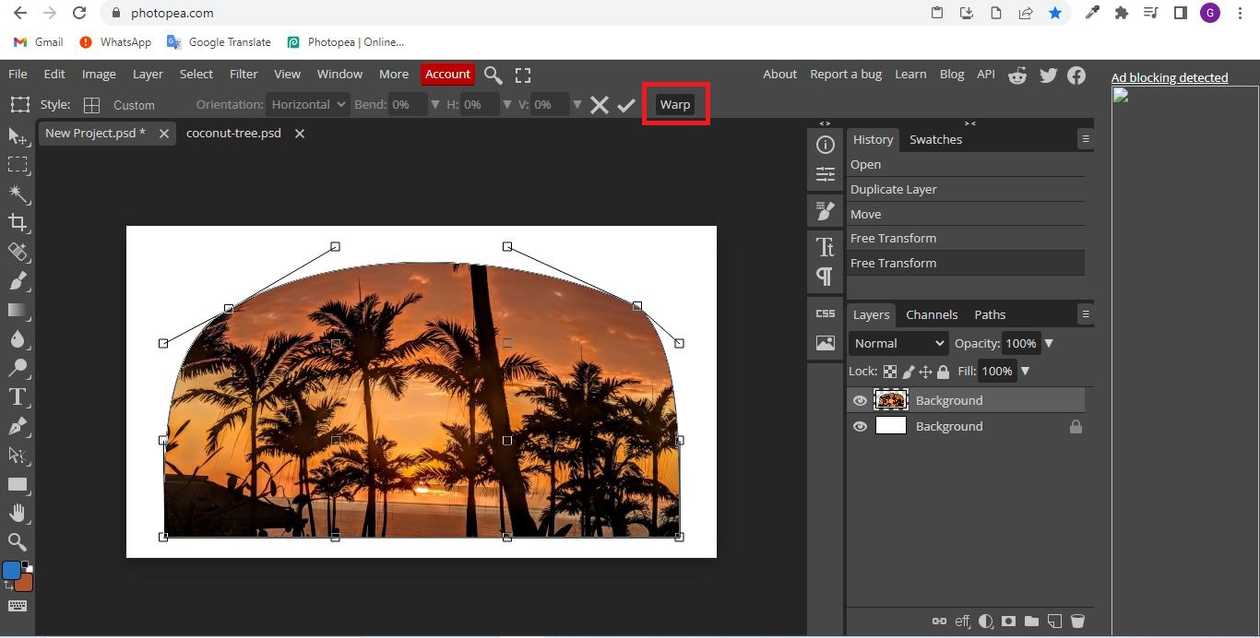 photopea.com
G
Gmail
WhatsApp
Google Translate
Photopea | Online...
File Edit Image Layer Select Filter View Window More Account
About Report a bug Learn Blog API
Ad blocking detected
Style: Custom Orientation: Horizontal Bend: 0% H: 0% V: 0% Warp
New Project.psd *
coconut-tree.psd
History Swatches
Open
Duplicate Layer
Move
Free Transform
Free Transform
CSS
Layers Channels Paths
Normal Opacity: 100%
Lock: Fill: 100%
Background
Background
eff